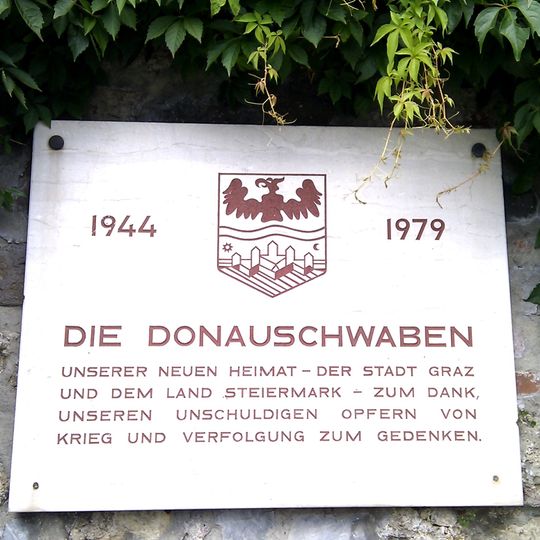 1944 1979
DIE DONAUSCHWABEN
UNSERER NEUEN HEIMAT – DER STADT GRAZ
UND DEM LAND STEIERMARK – ZUM DANK,
UNSEREN UNSCHULDIGEN OPFERN VON
KRIEG UND VERFOLGUNG ZUM GEDENKEN.